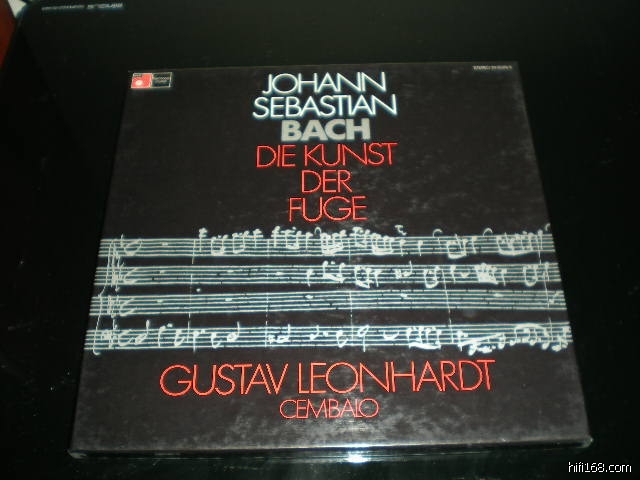 JOHANN
SEBASTIAN
BACH
DIE KUNST
DER
FUGE
GUSTAV LEONHARDT
CEMBALO
hifi168.com